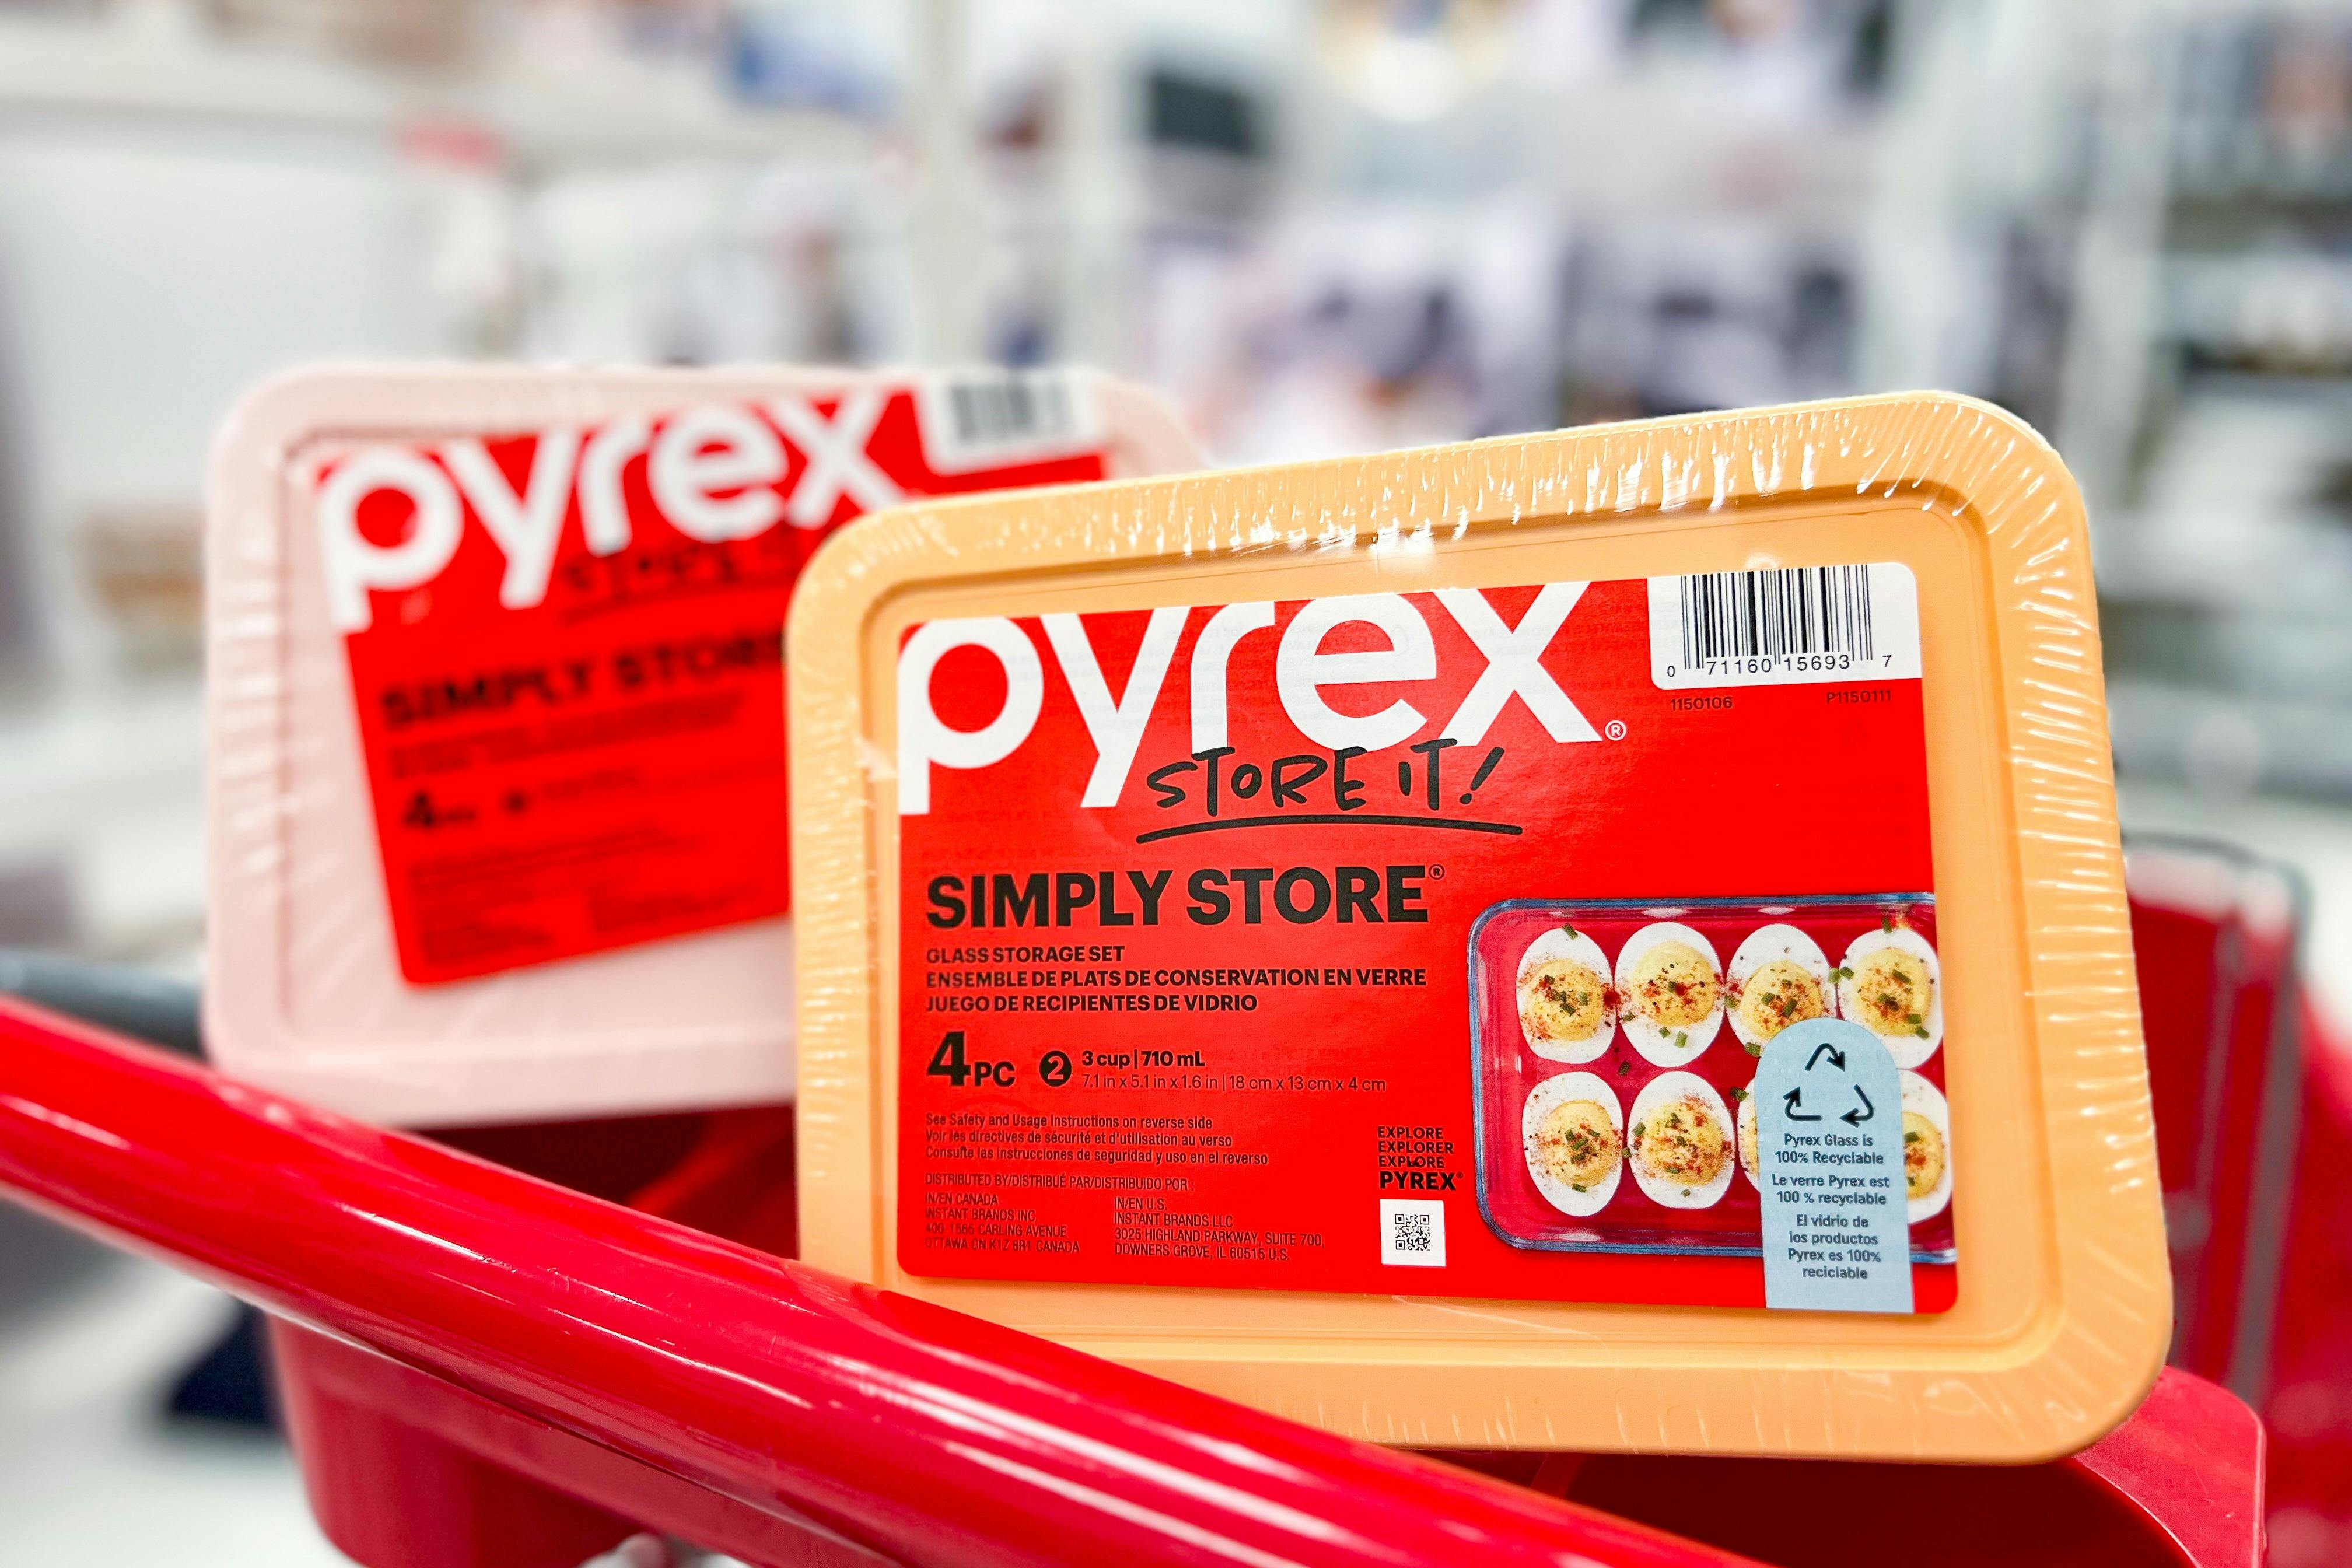 pyrex
SIMPLY STORE
4PC
pyrex®
STORE IT!
0 71160 15693 7
1150106 P1150111
SIMPLY STORE®
GLASS STORAGE SET
ENSEMBLE DE PLATS DE CONSERVATION EN VERRE
JUEGO DE RECIPIENTES DE VIDRIO
4PC 2 3 cup | 710 mL
7.1 in x 5.1 in x 1.6 in | 18 cm x 13 cm x 4 cm
See Safety and Usage Instructions on reverse side
Voir les directives de sécurité et d'utilisation au verso
Consulte las Instrucciones de seguridad y uso en el reverso
DISTRIBUTED BY/DISTRIBUÉ PAR/DISTRIBUIDO POR :
IN/EN CANADA
INSTANT BRANDS INC.
400-1565 CARLING AVENUE
OTTAWA ON K1Z 8R1 CANADA
IN/EN U.S.
INSTANT BRANDS LLC
3025 HIGHLAND PARKWAY, SUITE 700,
DOWNERS GROVE, IL 60515 U.S.
EXPLORE
EXPLORER
EXPLORE
PYREX®
Pyrex Glass is
100% Recyclable
Le verre Pyrex est
100 % recyclable
El vidrio de
los productos
Pyrex es 100%
reciclable